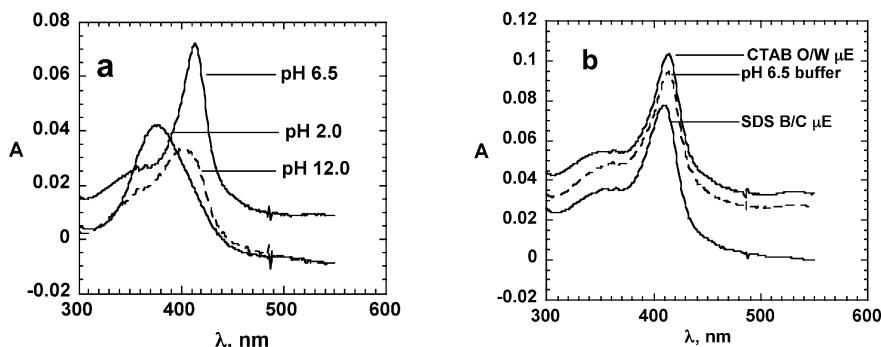 a
0.08
0.06
0.04
0.02
0
-0.02
A
pH 6.5
pH 2.0
pH 12.0
300
400
500
600
λ, nm
b
0.12
0.1
0.08
0.06
0.04
0.02
0
-0.02
A
CTAB O/W μE
pH 6.5 buffer
SDS B/C μE
300
400
500
600
λ, nm